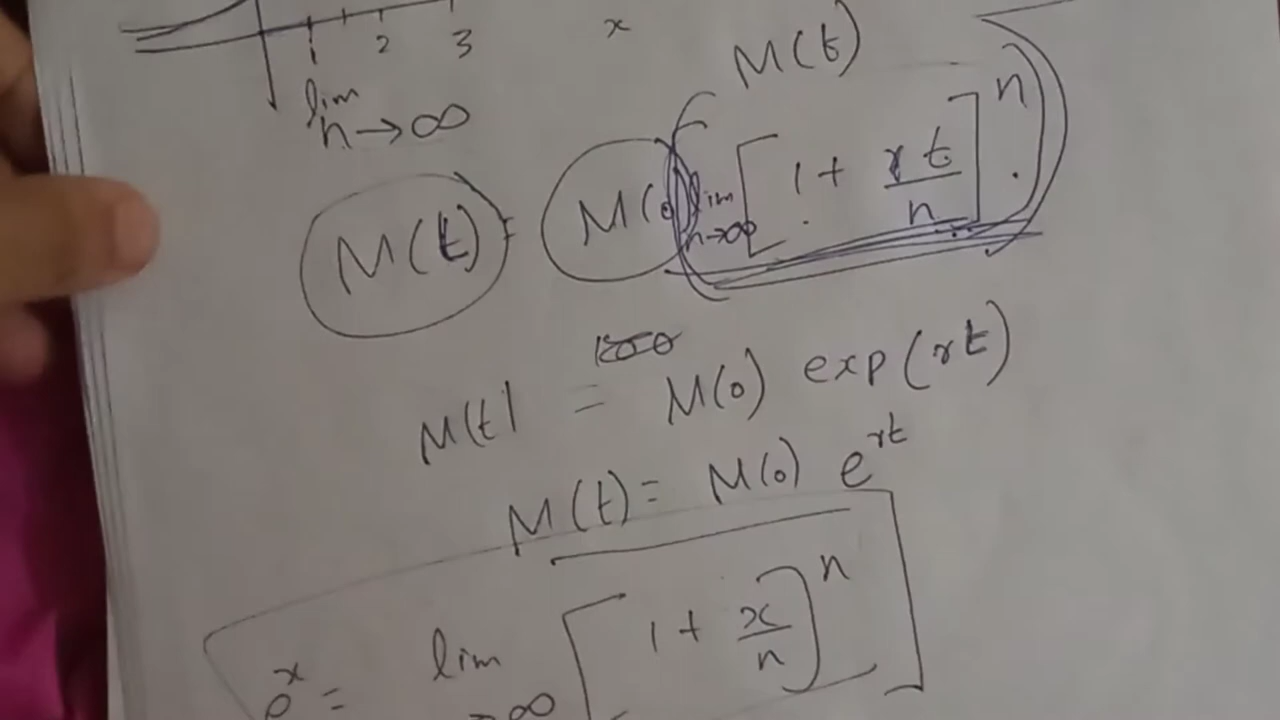 1 2 3 x
lim
n→∞
M(t)
M(t) = M(0) lim n→∞ [1 + rt/n]^n
M(t) = M(0) exp(rt)
M(t) = M(0) e^rt
e^x = lim →∞ [1 + x/n]^n